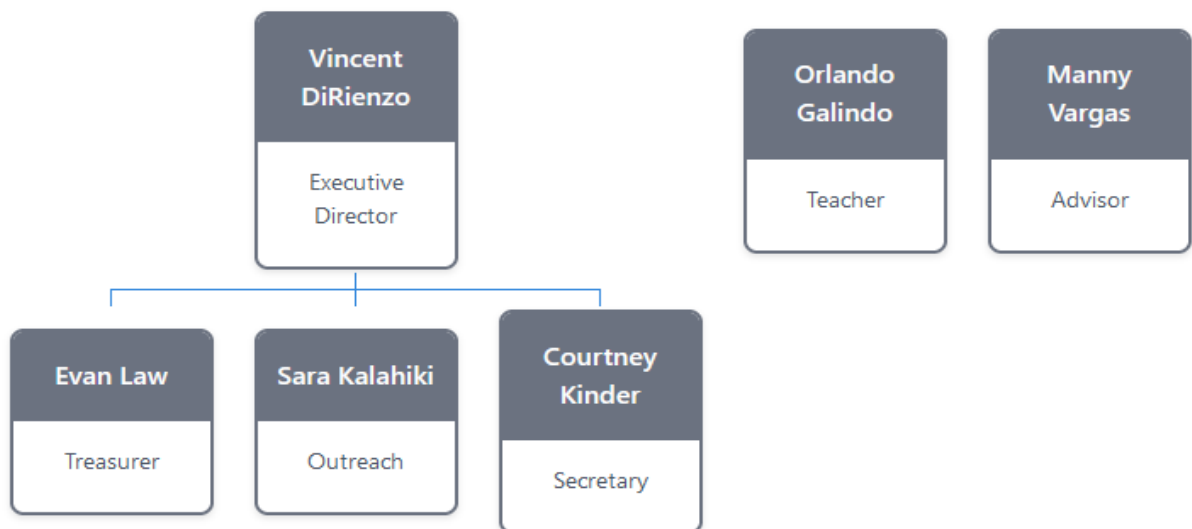 Vincent
DiRienzo
Executive
Director
Orlando
Galindo
Teacher
Manny
Vargas
Advisor
Evan Law
Treasurer
Sara Kalahiki
Outreach
Courtney
Kinder
Secretary